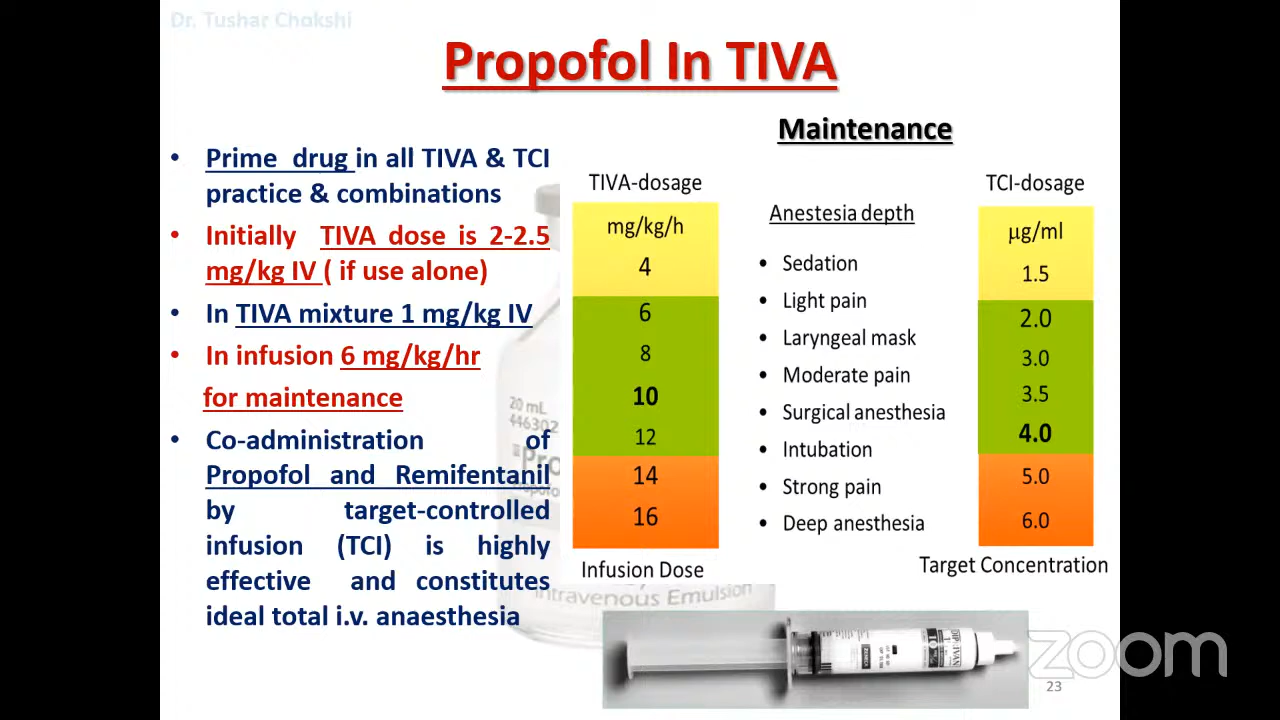 Dr. Tushar Chokshi
Propofol In TIVA
• Prime drug in all TIVA & TCI
practice & combinations
• Initially TIVA dose is 2-2.5
mg/kg IV ( if use alone)
• In TIVA mixture 1 mg/kg IV
• In infusion 6 mg/kg/hr
for maintenance
• Co-administration of
Propofol and Remifentanil
by target-controlled
infusion (TCI) is highly
effective and constitutes
ideal total i.v. anaesthesia
Maintenance
TIVA-dosage
mg/kg/h
4
6
8
10
12
14
16
Infusion Dose
Anestesia depth
• Sedation
• Light pain
• Laryngeal mask
• Moderate pain
• Surgical anesthesia
• Intubation
• Strong pain
• Deep anesthesia
TCI-dosage
µg/ml
1.5
2.0
3.0
3.5
4.0
5.0
6.0
Target Concentration
20 mL
446302
Pro
Intravenous Emulsion
zoom
23